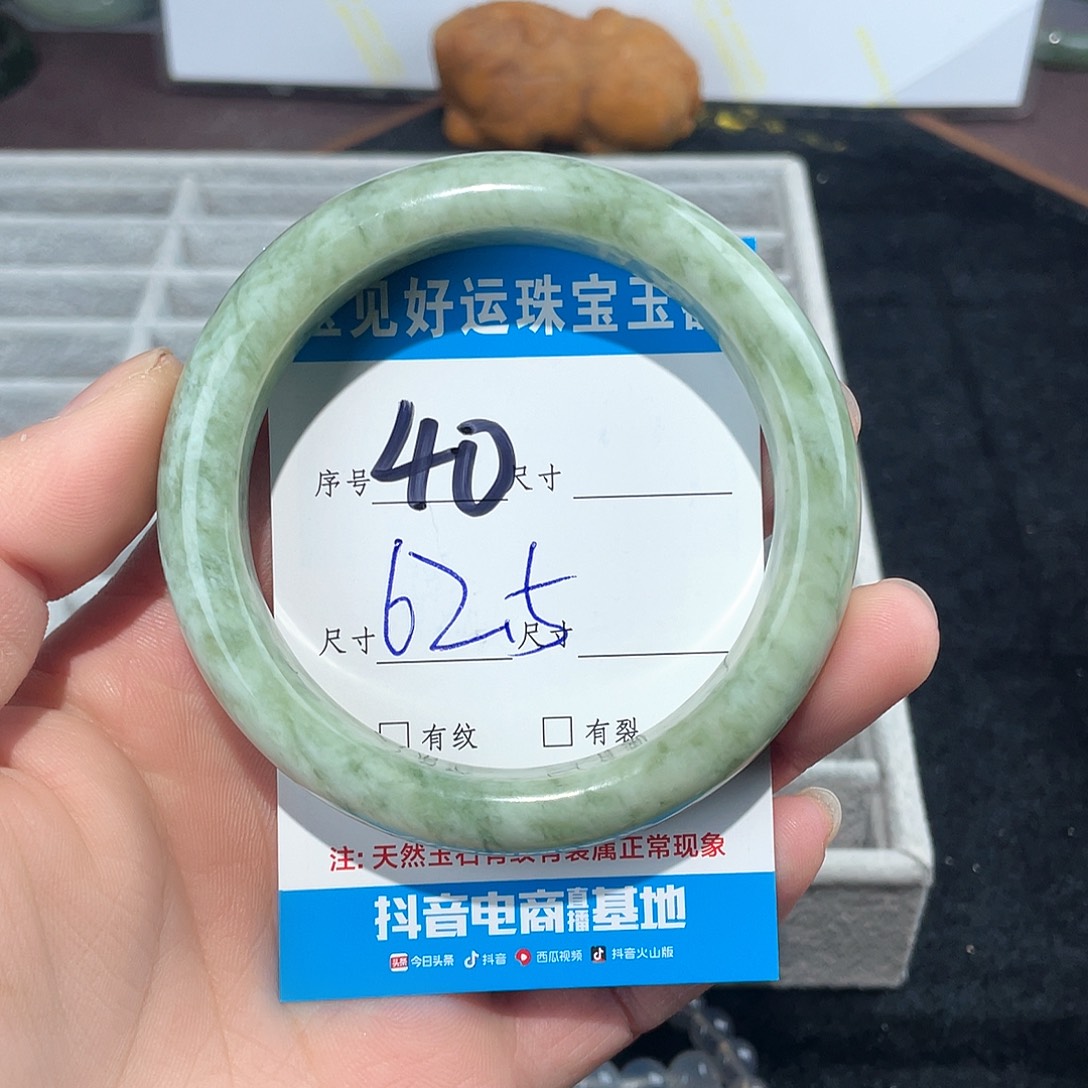 见好运珠宝玉
序号 40 尺寸
尺寸 62.5 尺寸
□ 有纹 □ 有裂
注: 天然玉石有纹有裂属正常现象
抖音电商直播基地
头条 今日头条 抖音 西瓜视频 抖音火山版